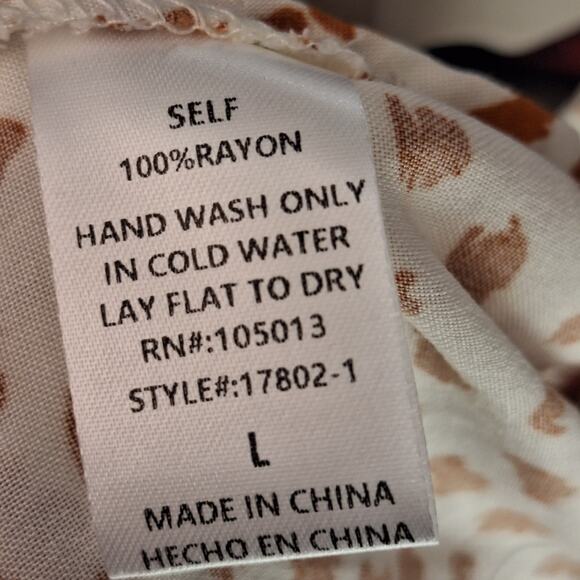 SELF
100%RAYON
HAND WASH ONLY
IN COLD WATER
LAY FLAT TO DRY
RN#:105013
STYLE#:17802-1
L
MADE IN CHINA
HECHO EN CHINA